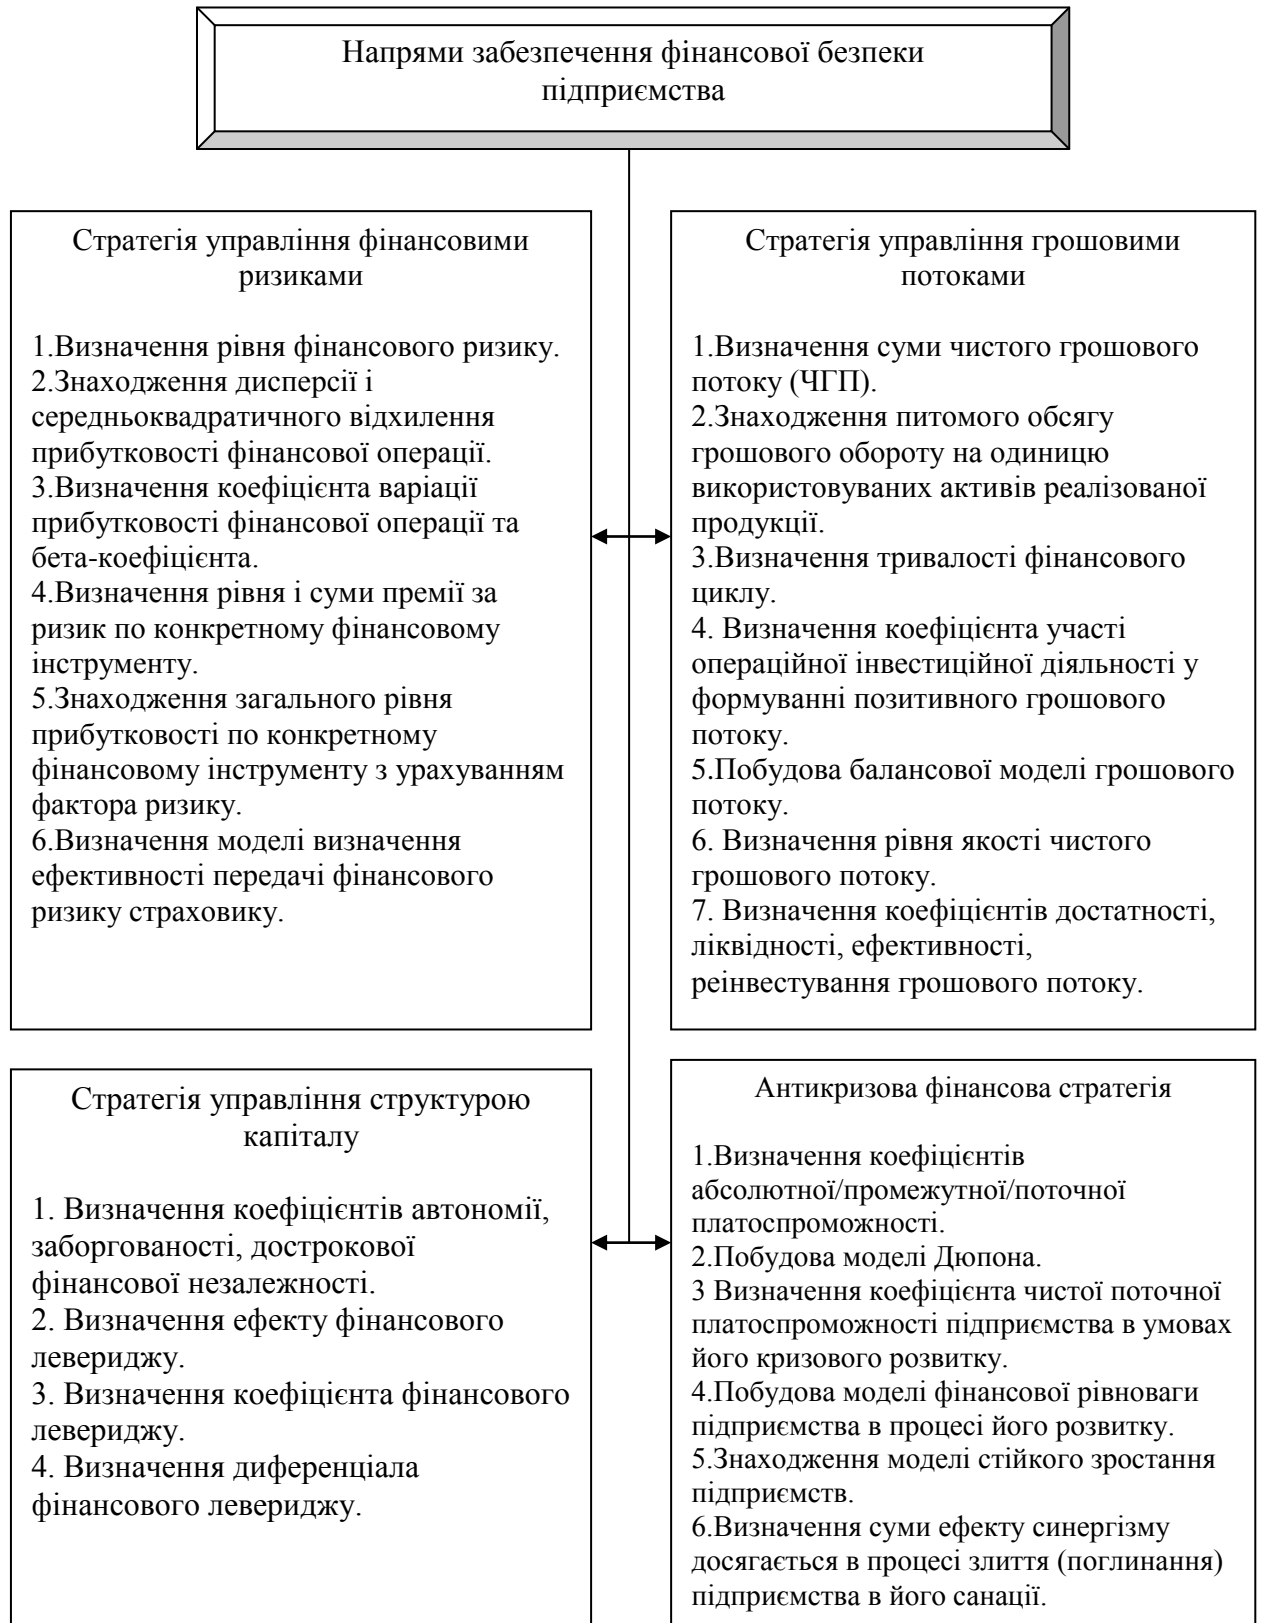 Напрями забезпечення фінансової безпеки
підприємства
Стратегія управління фінансовими
ризиками
1.Визначення рівня фінансового ризику.
2.Знаходження дисперсії і
середньоквадратичного відхилення
прибутковості фінансової операції.
3.Визначення коефіцієнта варіації
прибутковості фінансової операції та
бета-коефіцієнта.
4.Визначення рівня і суми премії за
ризик по конкретному фінансовому
інструменту.
5.Знаходження загального рівня
прибутковості по конкретному
фінансовому інструменту з урахуванням
фактора ризику.
6.Визначення моделі визначення
ефективності передачі фінансового
ризику страховику.
Стратегія управління грошовими
потоками
1.Визначення суми чистого грошового
потоку (ЧГП).
2.Знаходження питомого обсягу
грошового обороту на одиницю
використовуваних активів реалізованої
продукції.
3.Визначення тривалості фінансового
циклу.
4. Визначення коефіцієнта участі
операційної інвестиційної діяльності у
формуванні позитивного грошового
потоку.
5.Побудова балансової моделі грошового
потоку.
6. Визначення рівня якості чистого
грошового потоку.
7. Визначення коефіцієнтів достатності,
ліквідності, ефективності,
реінвестування грошового потоку.
Стратегія управління структурою
капіталу
1. Визначення коефіцієнтів автономії,
заборгованості, дострокової
фінансової незалежності.
2. Визначення ефекту фінансового
левериджу.
3. Визначення коефіцієнта фінансового
левериджу.
4. Визначення диференціала
фінансового левериджу.
Антикризова фінансова стратегія
1.Визначення коефіцієнтів
абсолютної/промежутної/поточної
платоспроможності.
2.Побудова моделі Дюпона.
3 Визначення коефіцієнта чистої поточної
платоспроможності підприємства в умовах
його кризового розвитку.
4.Побудова моделі фінансової рівноваги
підприємства в процесі його розвитку.
5.Знаходження моделі стійкого зростання
підприємств.
6.Визначення суми ефекту синергізму
досягається в процесі злиття (поглинання)
підприємства в його санації.